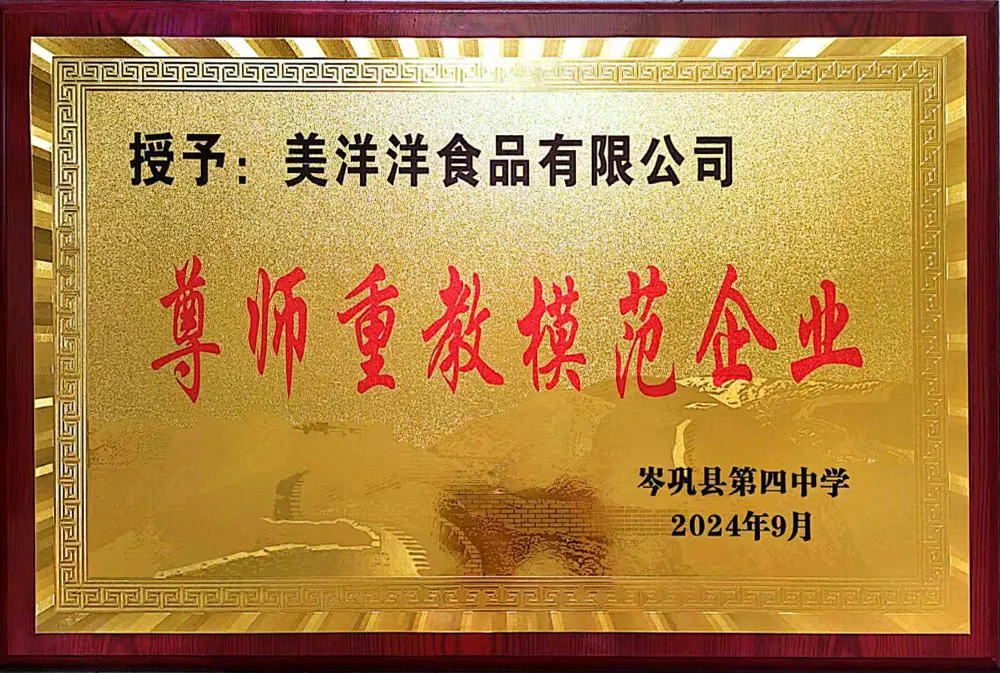 授予：美洋洋食品有限公司
尊师重教模范企业
岑巩县第四中学
2024年9月